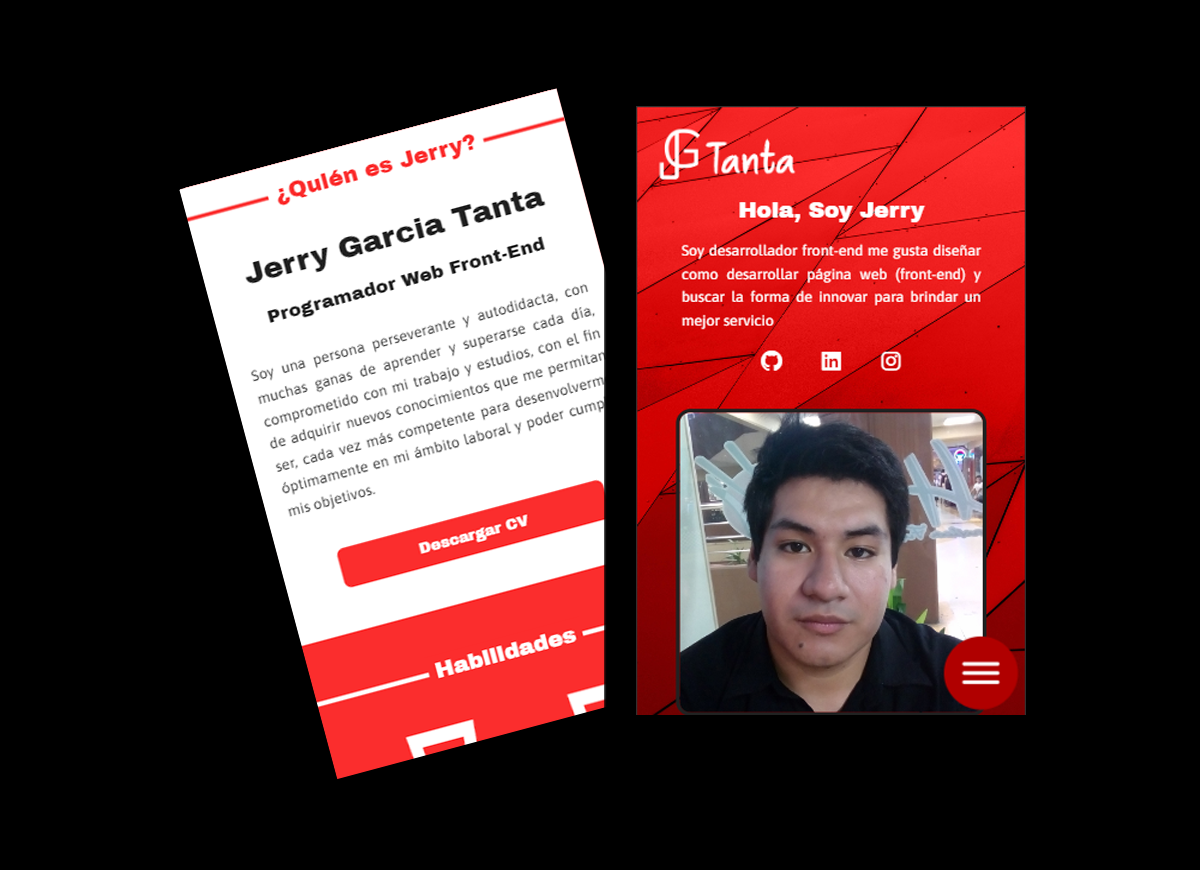 ¿Quién es Jerry?
Jerry Garcia Tanta
Programador Web Front-End
Soy una persona perseverante y autodidacta, con
muchas ganas de aprender y superarse cada día,
comprometido con mi trabajo y estudios, con el fin
de adquirir nuevos conocimientos que me permitan
ser, cada vez más competente para desenvolverm
óptimamente en mi ámbito laboral y poder cump
mis objetivos.
Descargar CV
Habilidades
JG Tanta
Hola, Soy Jerry
Soy desarrollador front-end me gusta diseñar
como desarrollar página web (front-end) y
buscar la forma de innovar para brindar un
mejor servicio